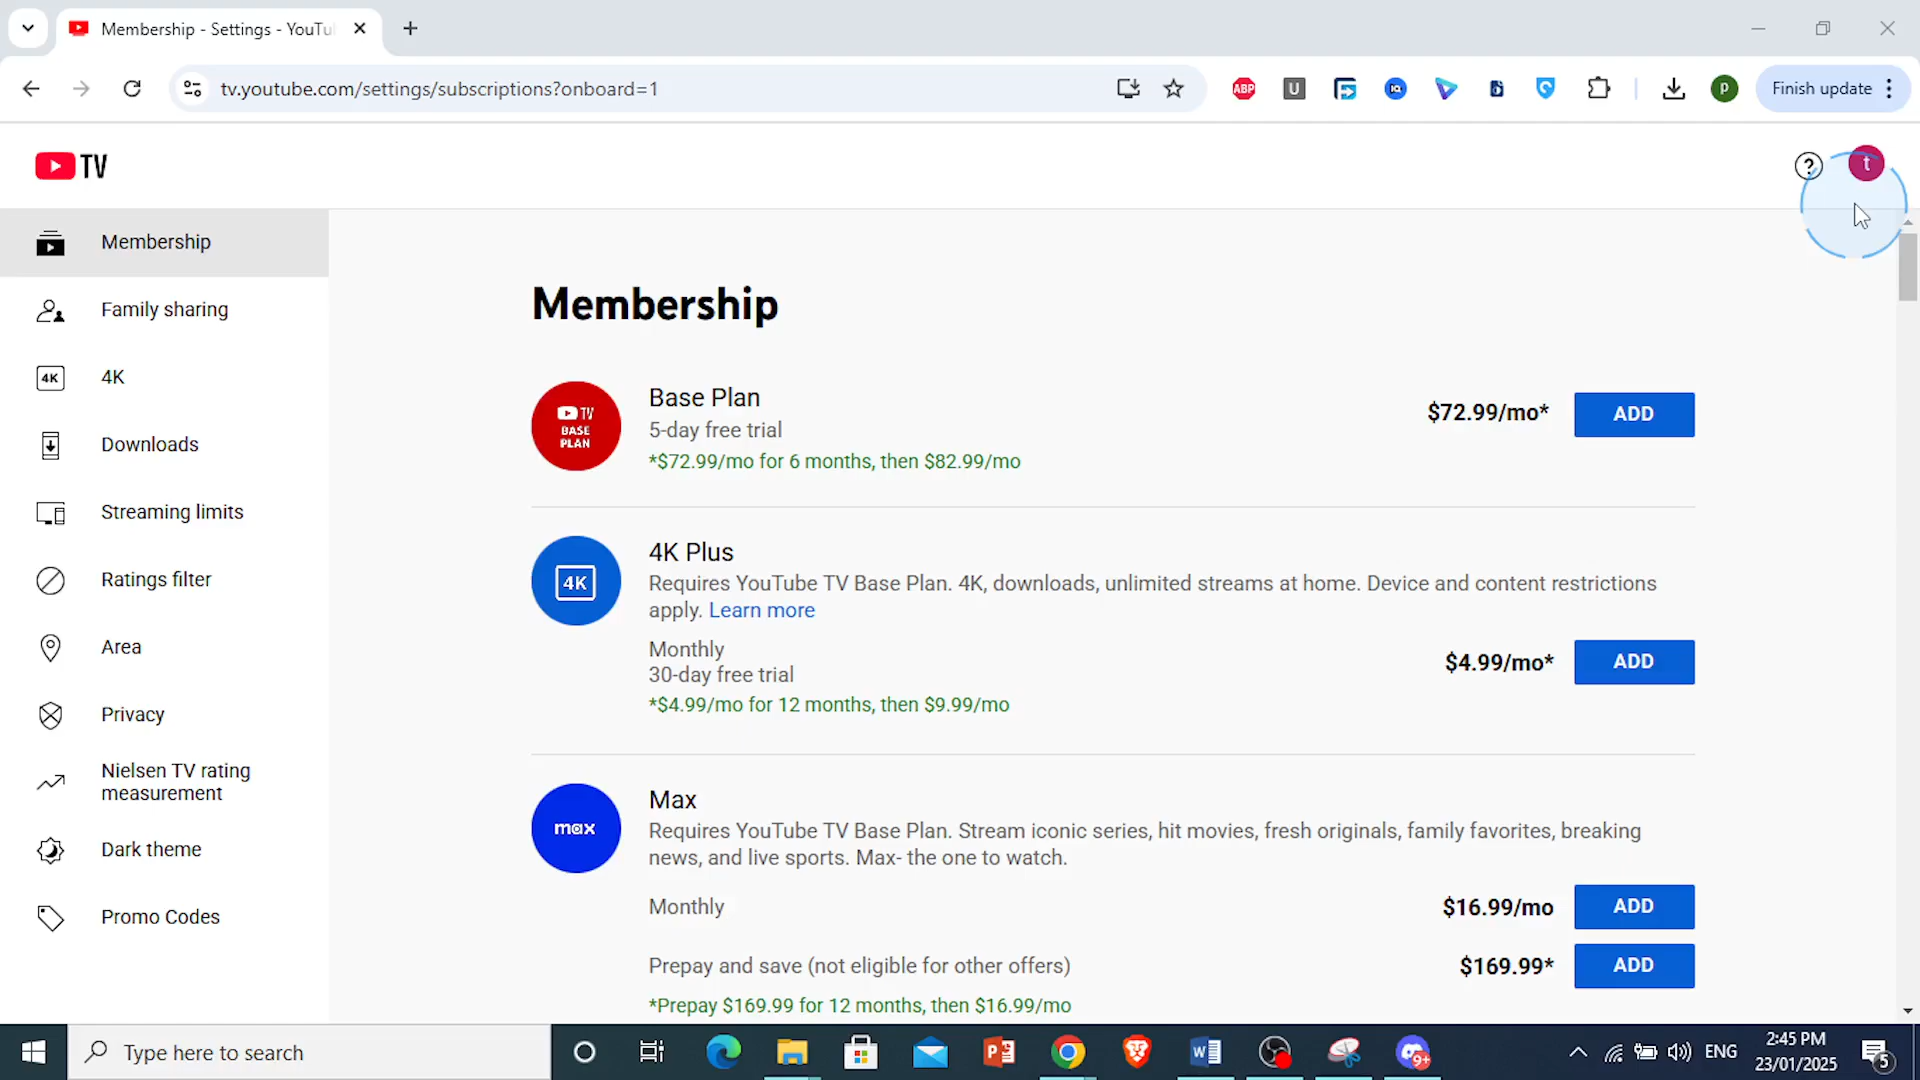 Membership - Settings - YouTu
tv.youtube.com/settings/subscriptions?onboard=1
ABP
U
IQ
P
Finish update
TV
?
t
Membership
Family sharing
4K
4K
Downloads
Streaming limits
Ratings filter
Area
Privacy
Nielsen TV rating
measurement
Dark theme
Promo Codes
Membership
TV
BASE
PLAN
Base Plan
5-day free trial
*$72.99/mo for 6 months, then $82.99/mo
$72.99/mo*
ADD
4K
4K Plus
Requires YouTube TV Base Plan. 4K, downloads, unlimited streams at home. Device and content restrictions
apply. Learn more
Monthly
30-day free trial
*$4.99/mo for 12 months, then $9.99/mo
$4.99/mo*
ADD
max
Max
Requires YouTube TV Base Plan. Stream iconic series, hit movies, fresh originals, family favorites, breaking
news, and live sports. Max- the one to watch.
Monthly
$16.99/mo
ADD
Prepay and save (not eligible for other offers)
$169.99*
ADD
*Prepay $169.99 for 12 months, then $16.99/mo
Type here to search
P
W
9+
ENG
2:45 PM
23/01/2025
5